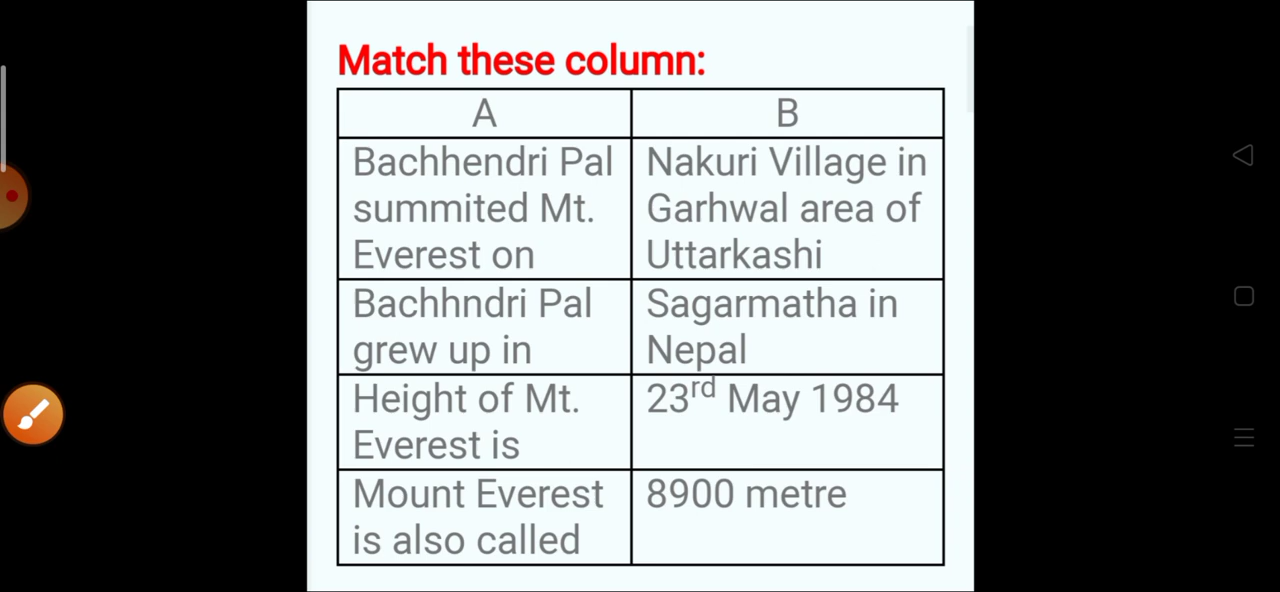 Match these column:
A
B
Bachhendri Pal
summited Mt.
Everest on
Nakuri Village in
Garhwal area of
Uttarkashi
Bachhndri Pal
grew up in
Sagarmatha in
Nepal
Height of Mt.
Everest is
23rd May 1984
Mount Everest
is also called
8900 metre